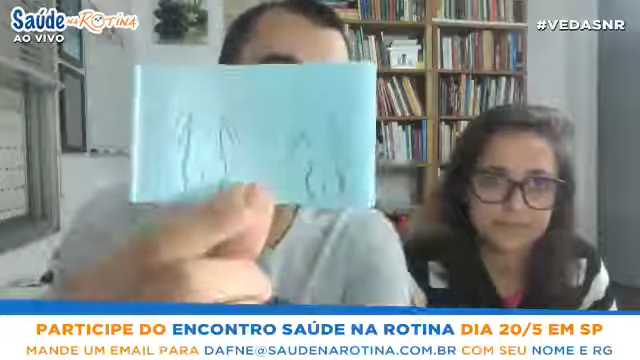 Saúde NA ROTINA
AO VIVO
#VEDASNR
PARTICIPE DO ENCONTRO SAÚDE NA ROTINA DIA 20/5 EM SP
MANDE UM EMAIL PARA DAFNE@SAUDENAROTINA.COM.BR COM SEU NOME E RG